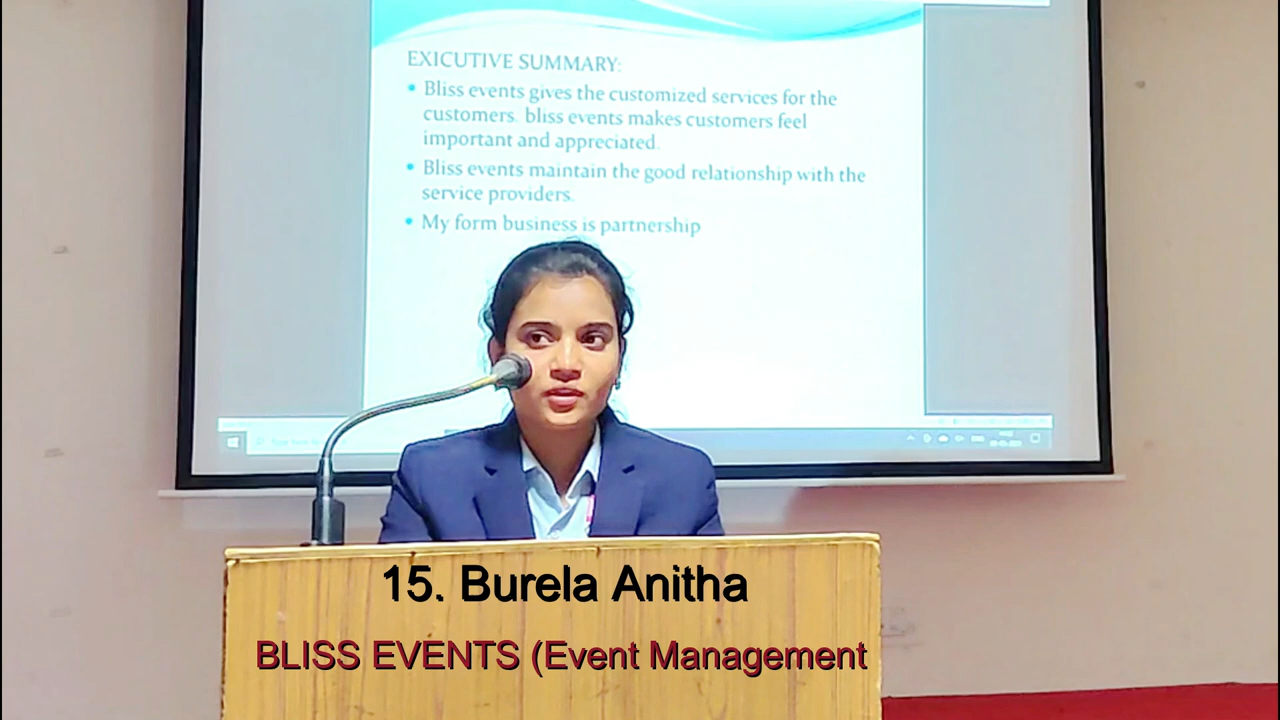 EXICUTIVE SUMMARY:
• Bliss events gives the customized services for the
customers. bliss events makes customers feel
important and appreciated.
• Bliss events maintain the good relationship with the
service providers.
• My form business is partnership
15. Burela Anitha
BLISS EVENTS (Event Management